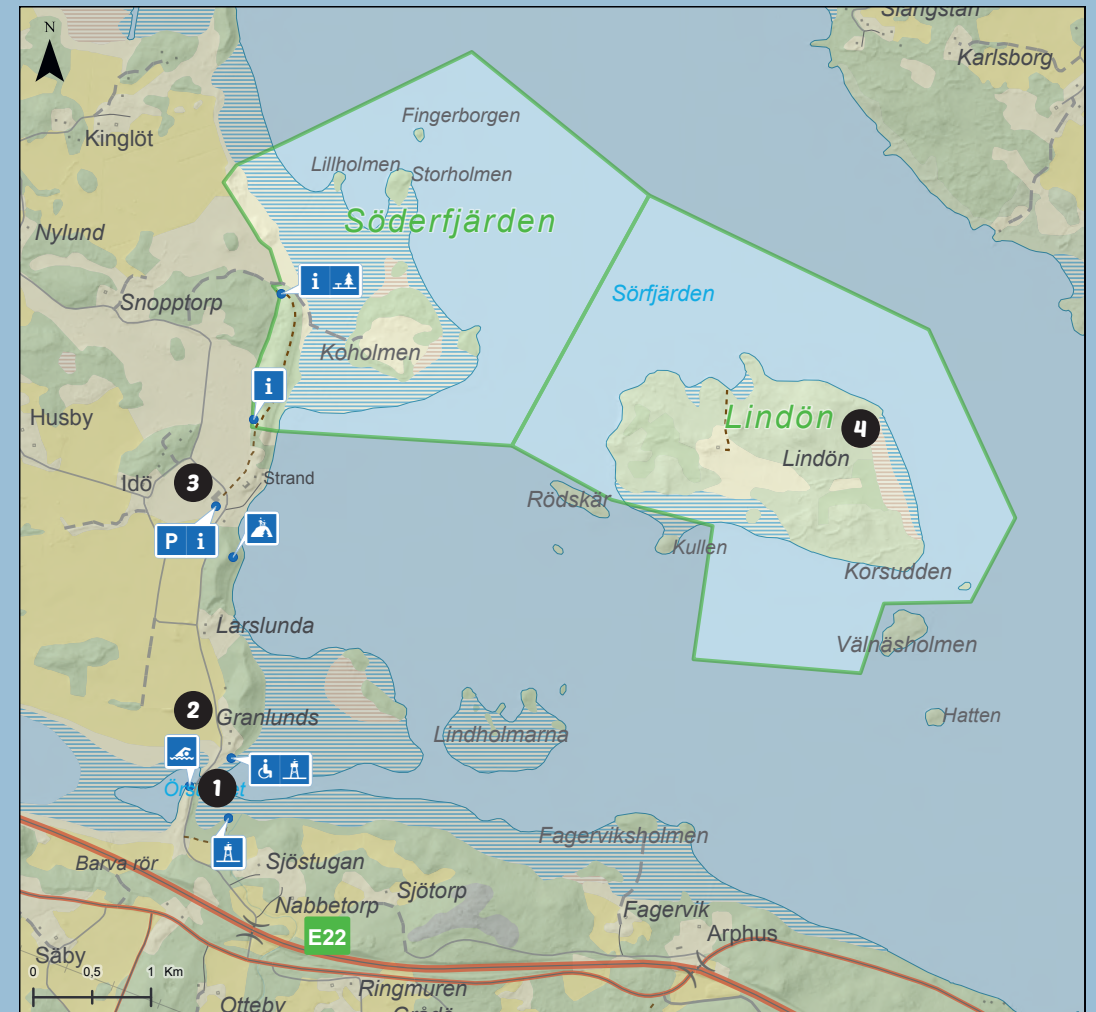 Slängstan
N
Karlsborg
Fingerborgen
Kinglöt
Lillholmen
Storholmen
Söderfjärden
Nylund
i
Sörfjärden
Snopptorp
Koholmen
i
Husby
Lindön
4
Lindön
Idö
3
Strand
Rödskär
P i
Kullen
Korsudden
Larslunda
Välnäsholmen
2
Granlunds
Hatten
Lindholmarna
1
Fagerviksholmen
Barva rör
Sjöstugan
Sjötorp
Nabbetorp
Fagervik
E22
Arphus
Säby
0 0,5 1 Km
Ringmuren
Otteby